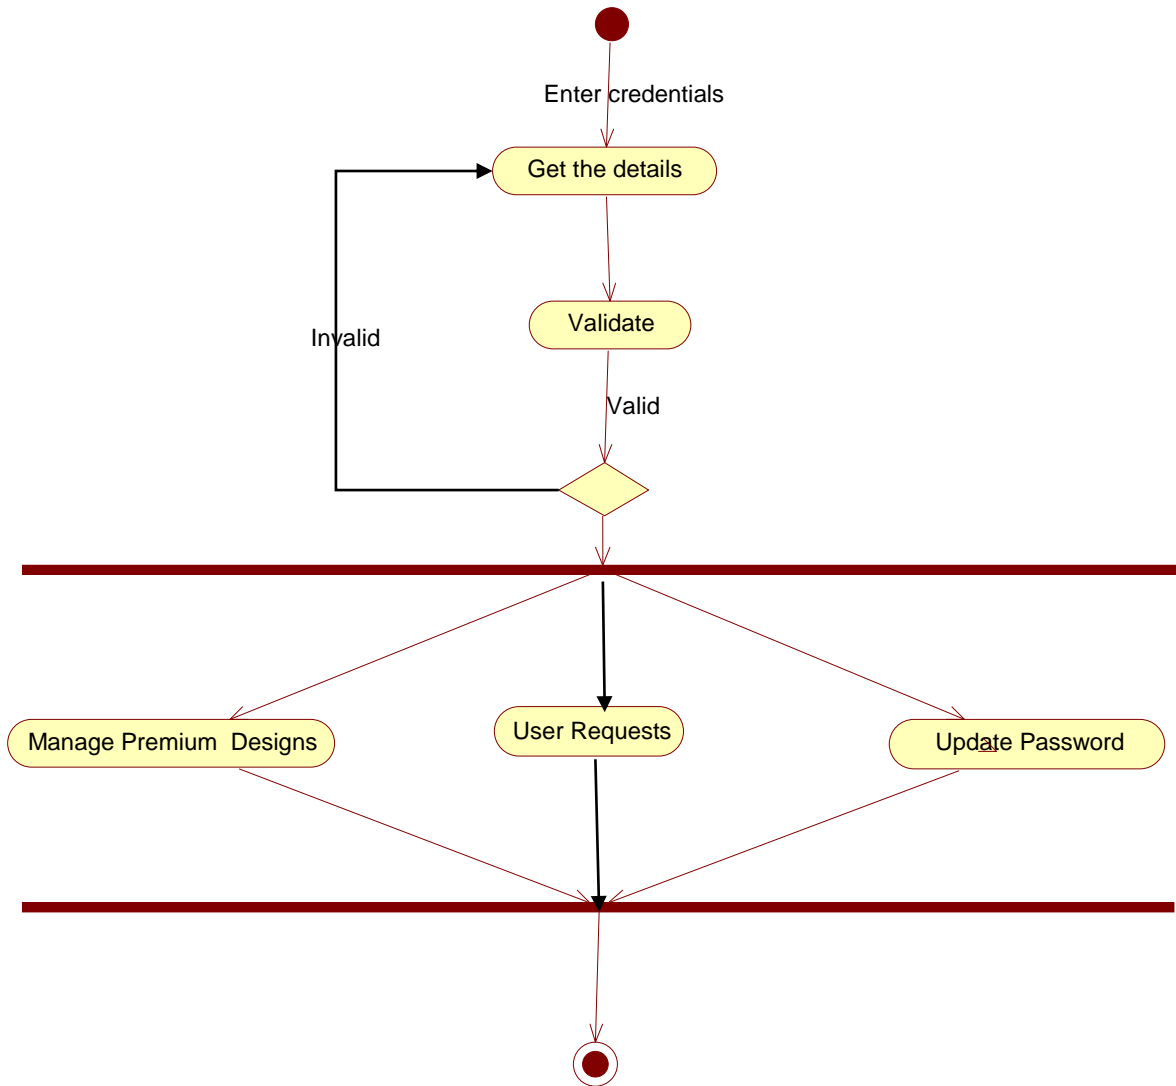 Enter credentials
Get the details
Validate
Invalid
Valid
Manage Premium  Designs
User Requests
Update Password